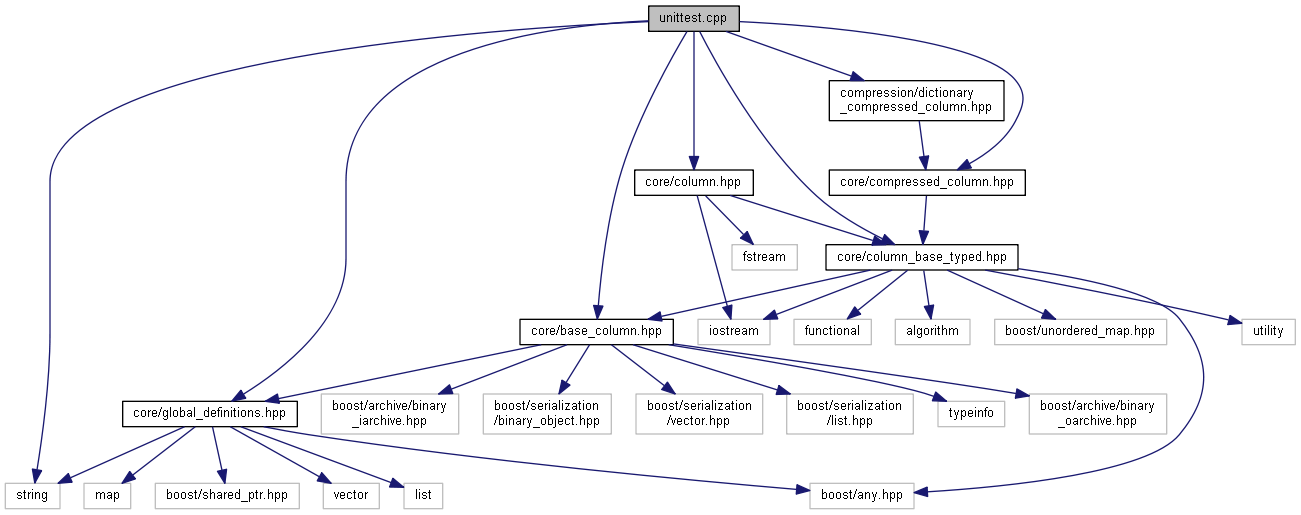 unittest.cpp
compression/dictionary
_compressed_column.hpp
core/column.hpp
core/compressed_column.hpp
fstream
core/column_base_typed.hpp
core/base_column.hpp
iostream
functional
algorithm
boost/unordered_map.hpp
utility
core/global_definitions.hpp
boost/archive/binary
_iarchive.hpp
boost/serialization
/binary_object.hpp
boost/serialization
/vector.hpp
boost/serialization
/list.hpp
typeinfo
boost/archive/binary
_oarchive.hpp
string
map
boost/shared_ptr.hpp
vector
list
boost/any.hpp